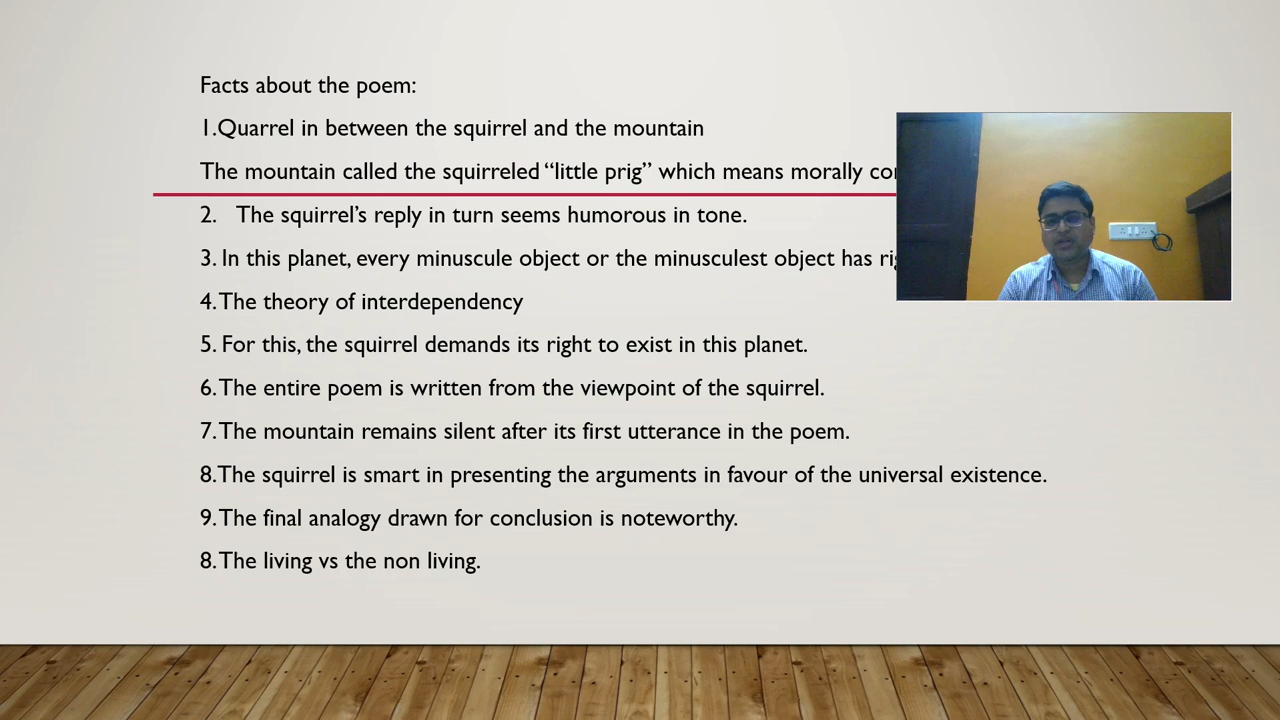 Facts about the poem:
1.Quarrel in between the squirrel and the mountain
The mountain called the squirreled “little prig” which means morally
2. The squirrel’s reply in turn seems humorous in tone.
3. In this planet, every minuscule object or the minusculest object has
4.The theory of interdependency
5. For this, the squirrel demands its right to exist in this planet.
6.The entire poem is written from the viewpoint of the squirrel.
7.The mountain remains silent after its first utterance in the poem.
8.The squirrel is smart in presenting the arguments in favour of the universal existence.
9.The final analogy drawn for conclusion is noteworthy.
8.The living vs the non living.